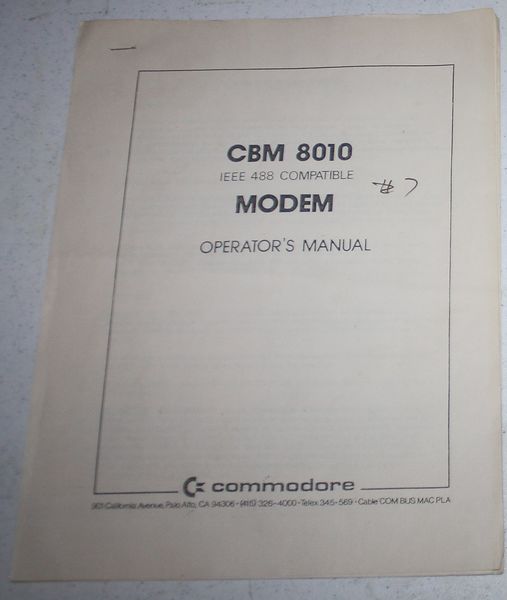 CBM 8010
IEEE 488 COMPATIBLE
# 7
MODEM
OPERATOR'S MANUAL
commodore
901 California Avenue, Palo Alto, CA 94306 • (415) 326-4000 • Telex 345-569 • Cable COM BUS MAC PLA